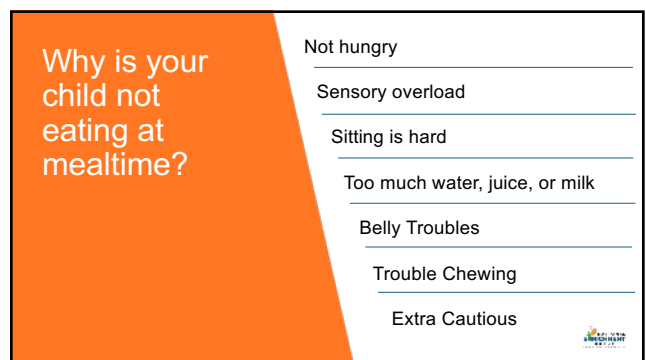 Why is your
child not
eating at
mealtime?
Not hungry
Sensory overload
Sitting is hard
Too much water, juice, or milk
Belly Troubles
Trouble Chewing
Extra Cautious